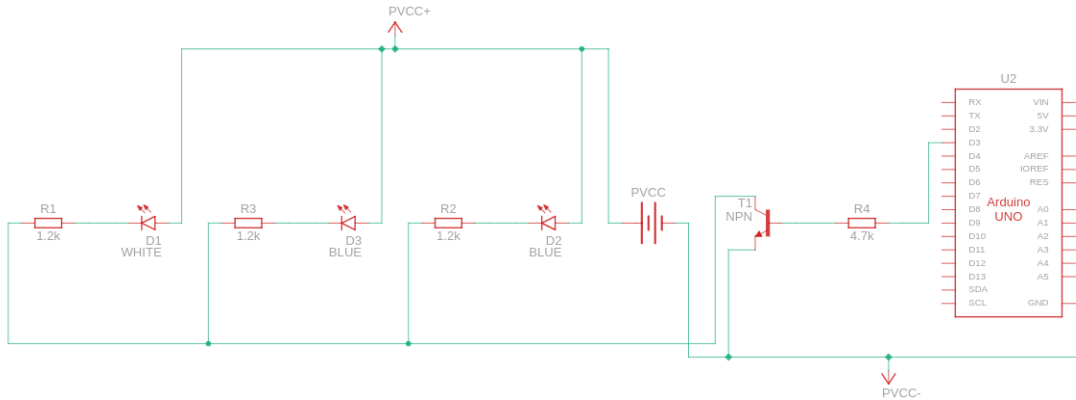 PVCC+
U2
RX VIN
TX 5V
D2 3.3V
D3
D4 AREF
D5 IOREF
D6 RES
D7
D8 A0
D9 A1
D10 A2
D11 A3
D12 A4
D13 A5
SDA
SCL GND
Arduino
UNO
R1
1.2k
D1
WHITE
R3
1.2k
D3
BLUE
R2
1.2k
D2
BLUE
PVCC
T1
NPN
R4
4.7k
PVCC-